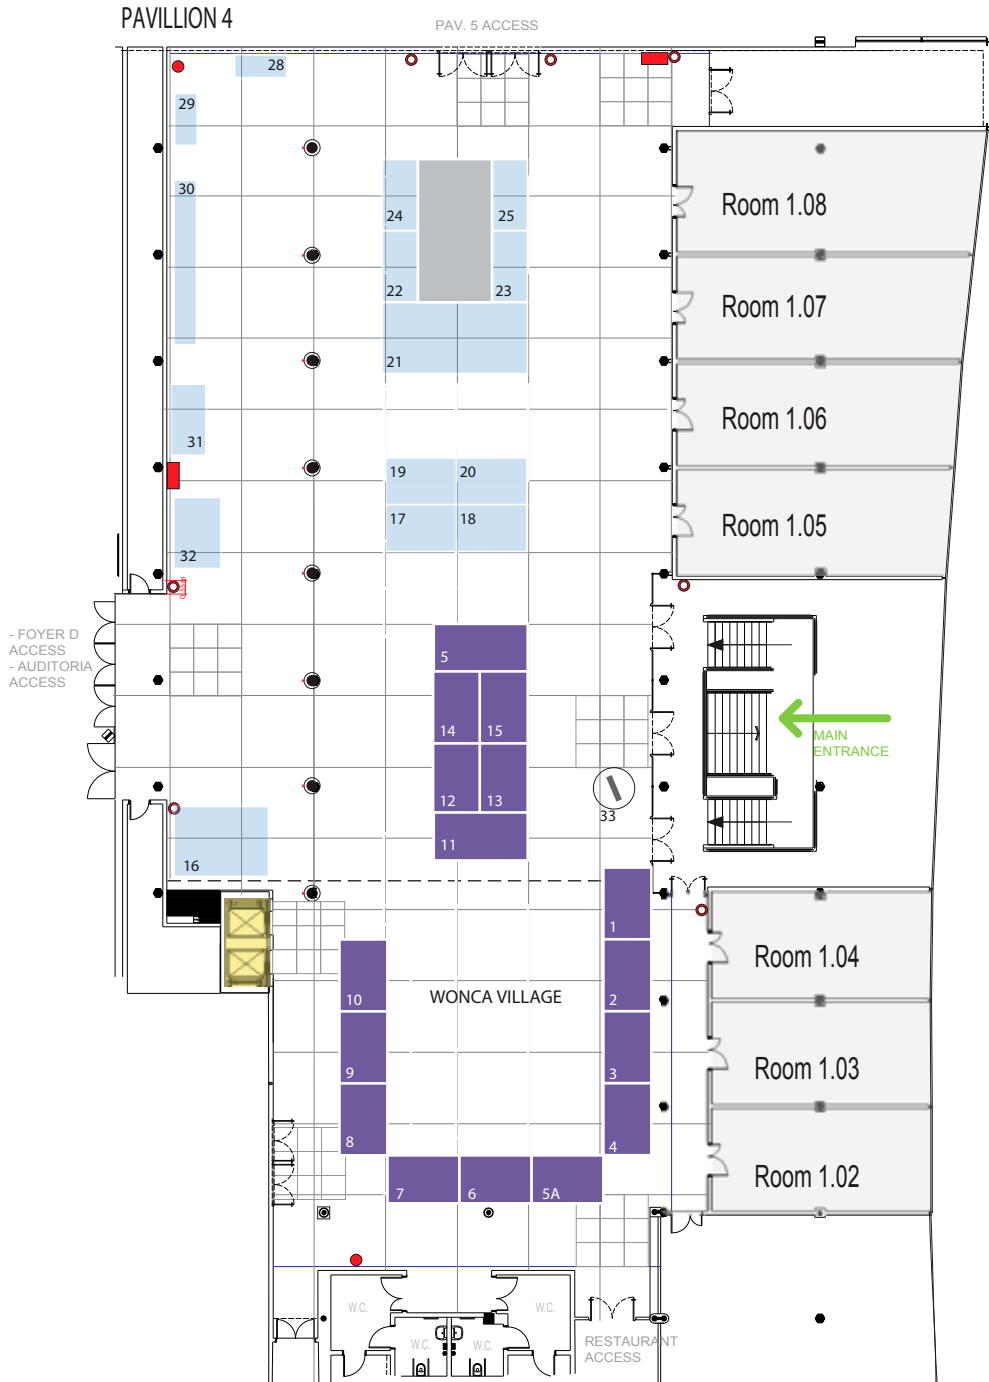 PAVILLION 4
PAV. 5 ACCESS
28
29
30
24
25
Room 1.08
22
23
Room 1.07
21
31
Room 1.06
19
20
17
18
Room 1.05
32
- FOYER D
ACCESS
- AUDITORIA
ACCESS
5
14
15
MAIN
ENTRANCE
12
13
33
11
16
1
Room 1.04
10
WONCA VILLAGE
2
9
3
Room 1.03
8
4
7
6
5A
Room 1.02
W.C.
W.C.
W.C.
W.C.
RESTAURANT
ACCESS